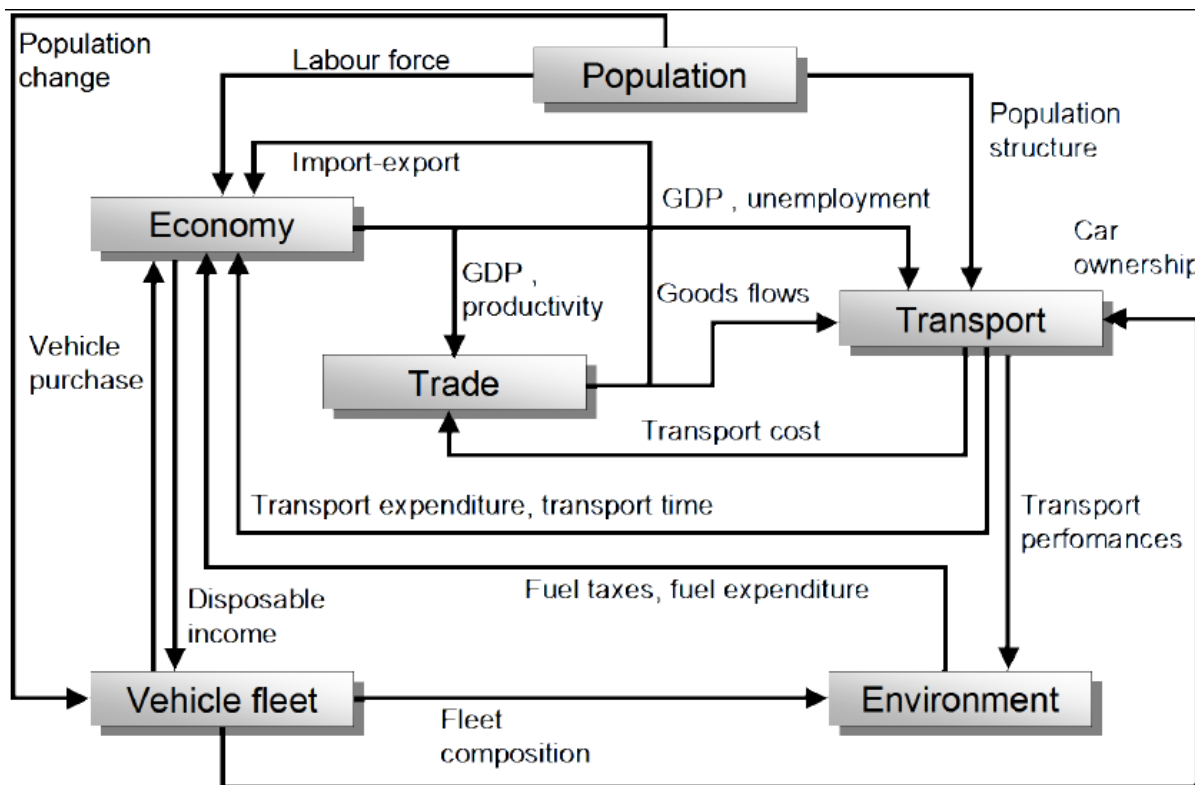 Population
change
Labour force
Population
Population
structure
Import-export
Economy
GDP , unemployment
Car
ownership
GDP ,
productivity
Goods flows
Transport
Vehicle
purchase
Trade
Transport cost
Transport expenditure, transport time
Transport
perfomances
Fuel taxes, fuel expenditure
Disposable
income
Vehicle fleet
Environment
Fleet
composition